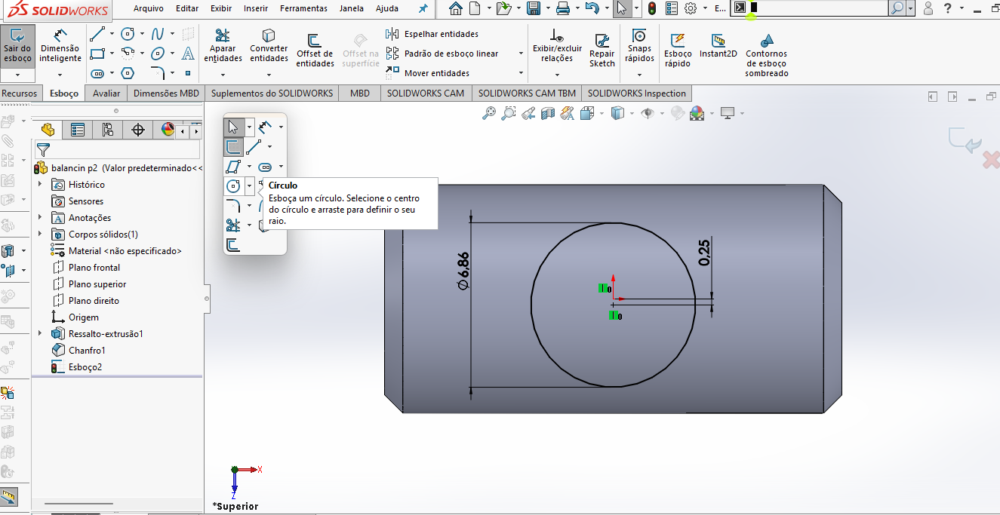 SOLIDWORKS
Arquivo Editar Exibir Inserir Ferramentas Janela Ajuda
E...
Sair do esboço
Dimensão inteligente
Aparar entidades
Converter entidades
Offset de entidades
Offset na superfície
Espelhar entidades
Padrão de esboço linear
Mover entidades
Exibir/excluir relações
Repair Sketch
Snaps rápidos
Esboço rápido
Instant2D
Contornos de esboço sombreado
Recursos Esboço Avaliar Dimensões MBD Suplementos do SOLIDWORKS MBD SOLIDWORKS CAM SOLIDWORKS CAM TBM SOLIDWORKS Inspection
balancin p2 (Valor predeterminado<<
Histórico
Sensores
Anotações
Corpos sólidos(1)
Material <não especificado>
Plano frontal
Plano superior
Plano direito
Origem
Ressalto-extrusão1
Chanfro1
Esboço2
Círculo
Esboça um círculo. Selecione o centro
do círculo e arraste para definir o seu
raio.
∅6,86
0,25
0
0
X
Z
*Superior